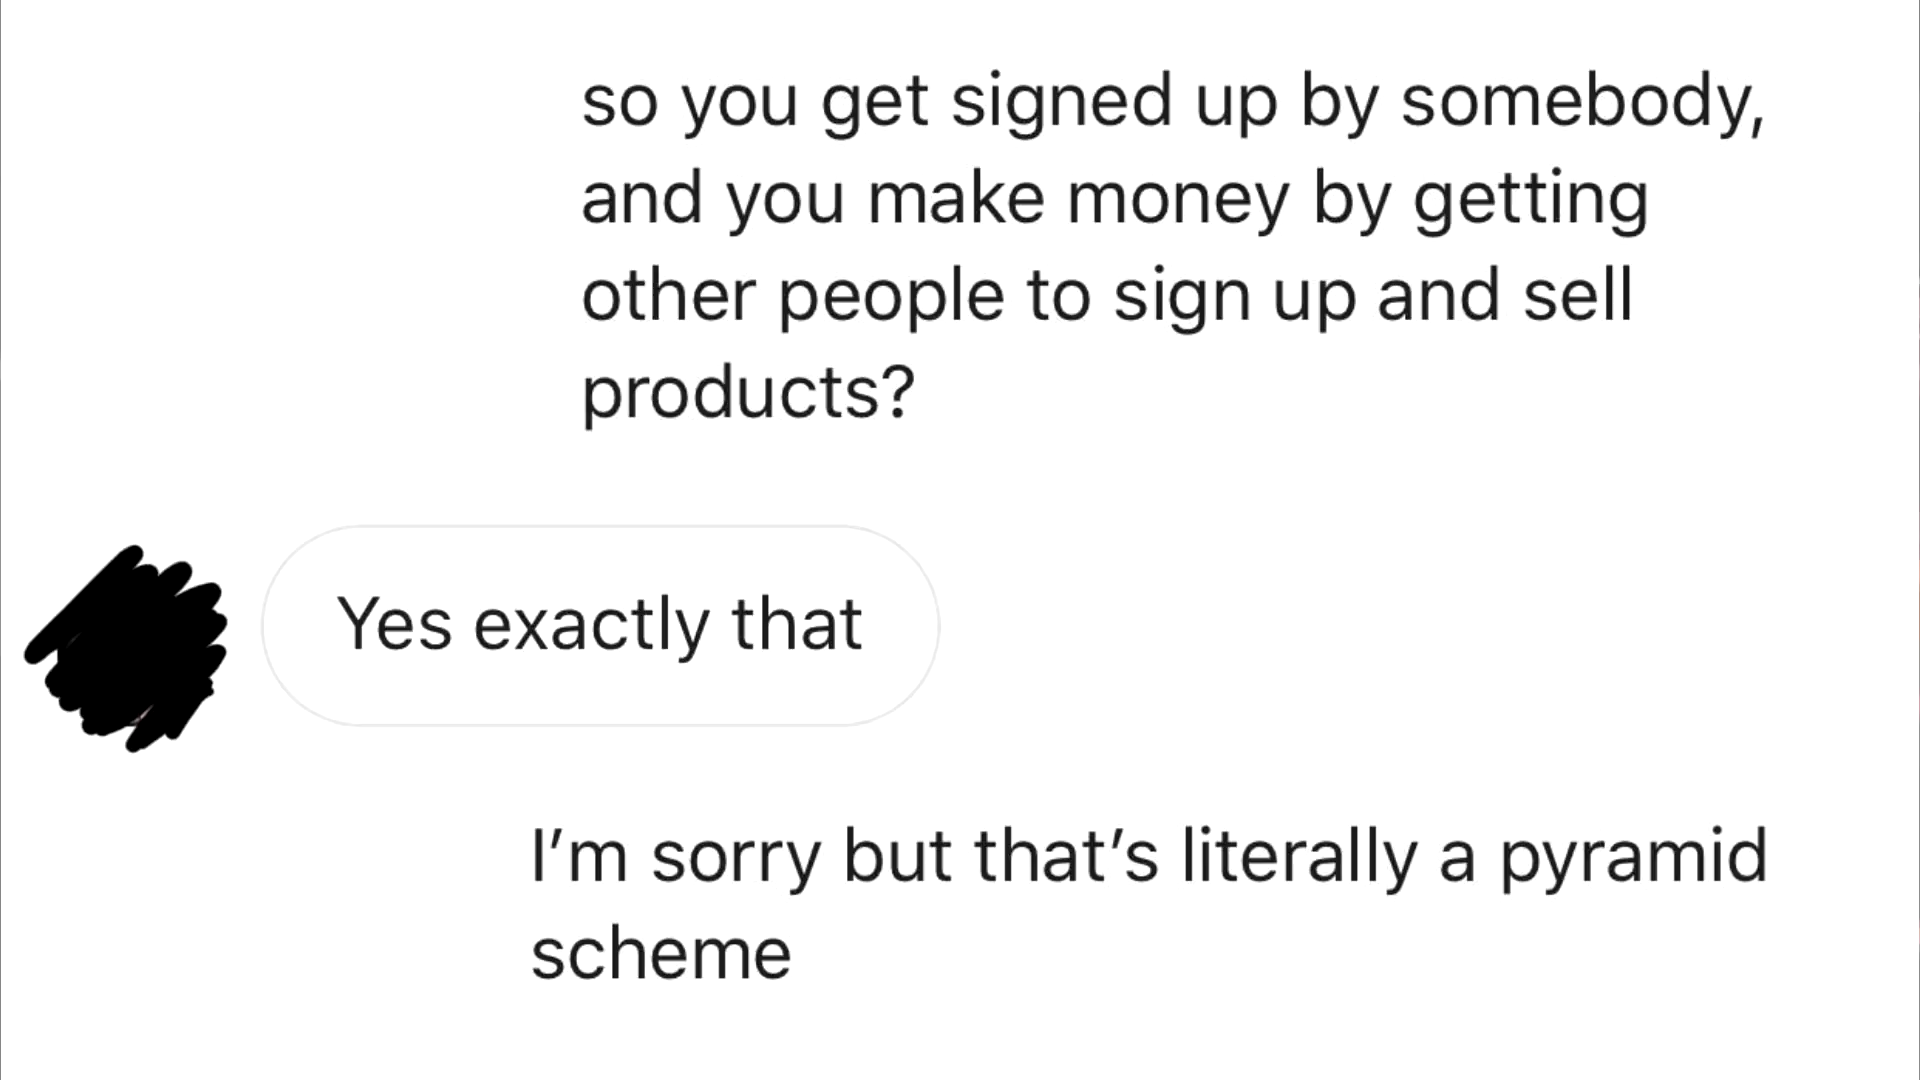 so you get signed up by somebody,
and you make money by getting
other people to sign up and sell
products?
Yes exactly that
I’m sorry but that’s literally a pyramid
scheme